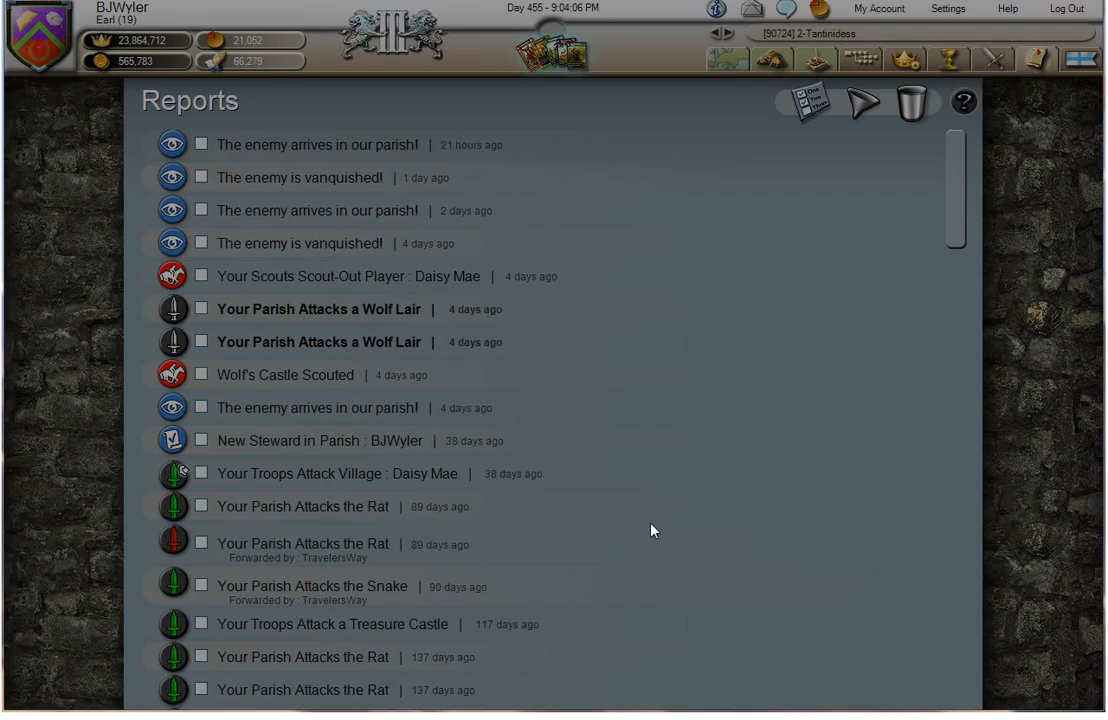 BJWyler
Earl (19)
23,864,712
21,052
565,783
66,279
Day 455 - 9:04:06 PM
My Account
Settings
Help
Log Out
[90724] 2-Tantinidess
Reports
One
Two
Three
?
The enemy arrives in our parish! | 21 hours ago
The enemy is vanquished! | 1 day ago
The enemy arrives in our parish! | 2 days ago
The enemy is vanquished! | 4 days ago
Your Scouts Scout-Out Player : Daisy Mae | 4 days ago
Your Parish Attacks a Wolf Lair | 4 days ago
Your Parish Attacks a Wolf Lair | 4 days ago
Wolf's Castle Scouted | 4 days ago
The enemy arrives in our parish! | 4 days ago
New Steward in Parish : BJWyler | 38 days ago
Your Troops Attack Village : Daisy Mae | 38 days ago
Your Parish Attacks the Rat | 89 days ago
Your Parish Attacks the Rat | 89 days ago
Forwarded by : TravelersWay
Your Parish Attacks the Snake | 90 days ago
Forwarded by : TravelersWay
Your Troops Attack a Treasure Castle | 117 days ago
Your Parish Attacks the Rat | 137 days ago
Your Parish Attacks the Rat | 137 days ago